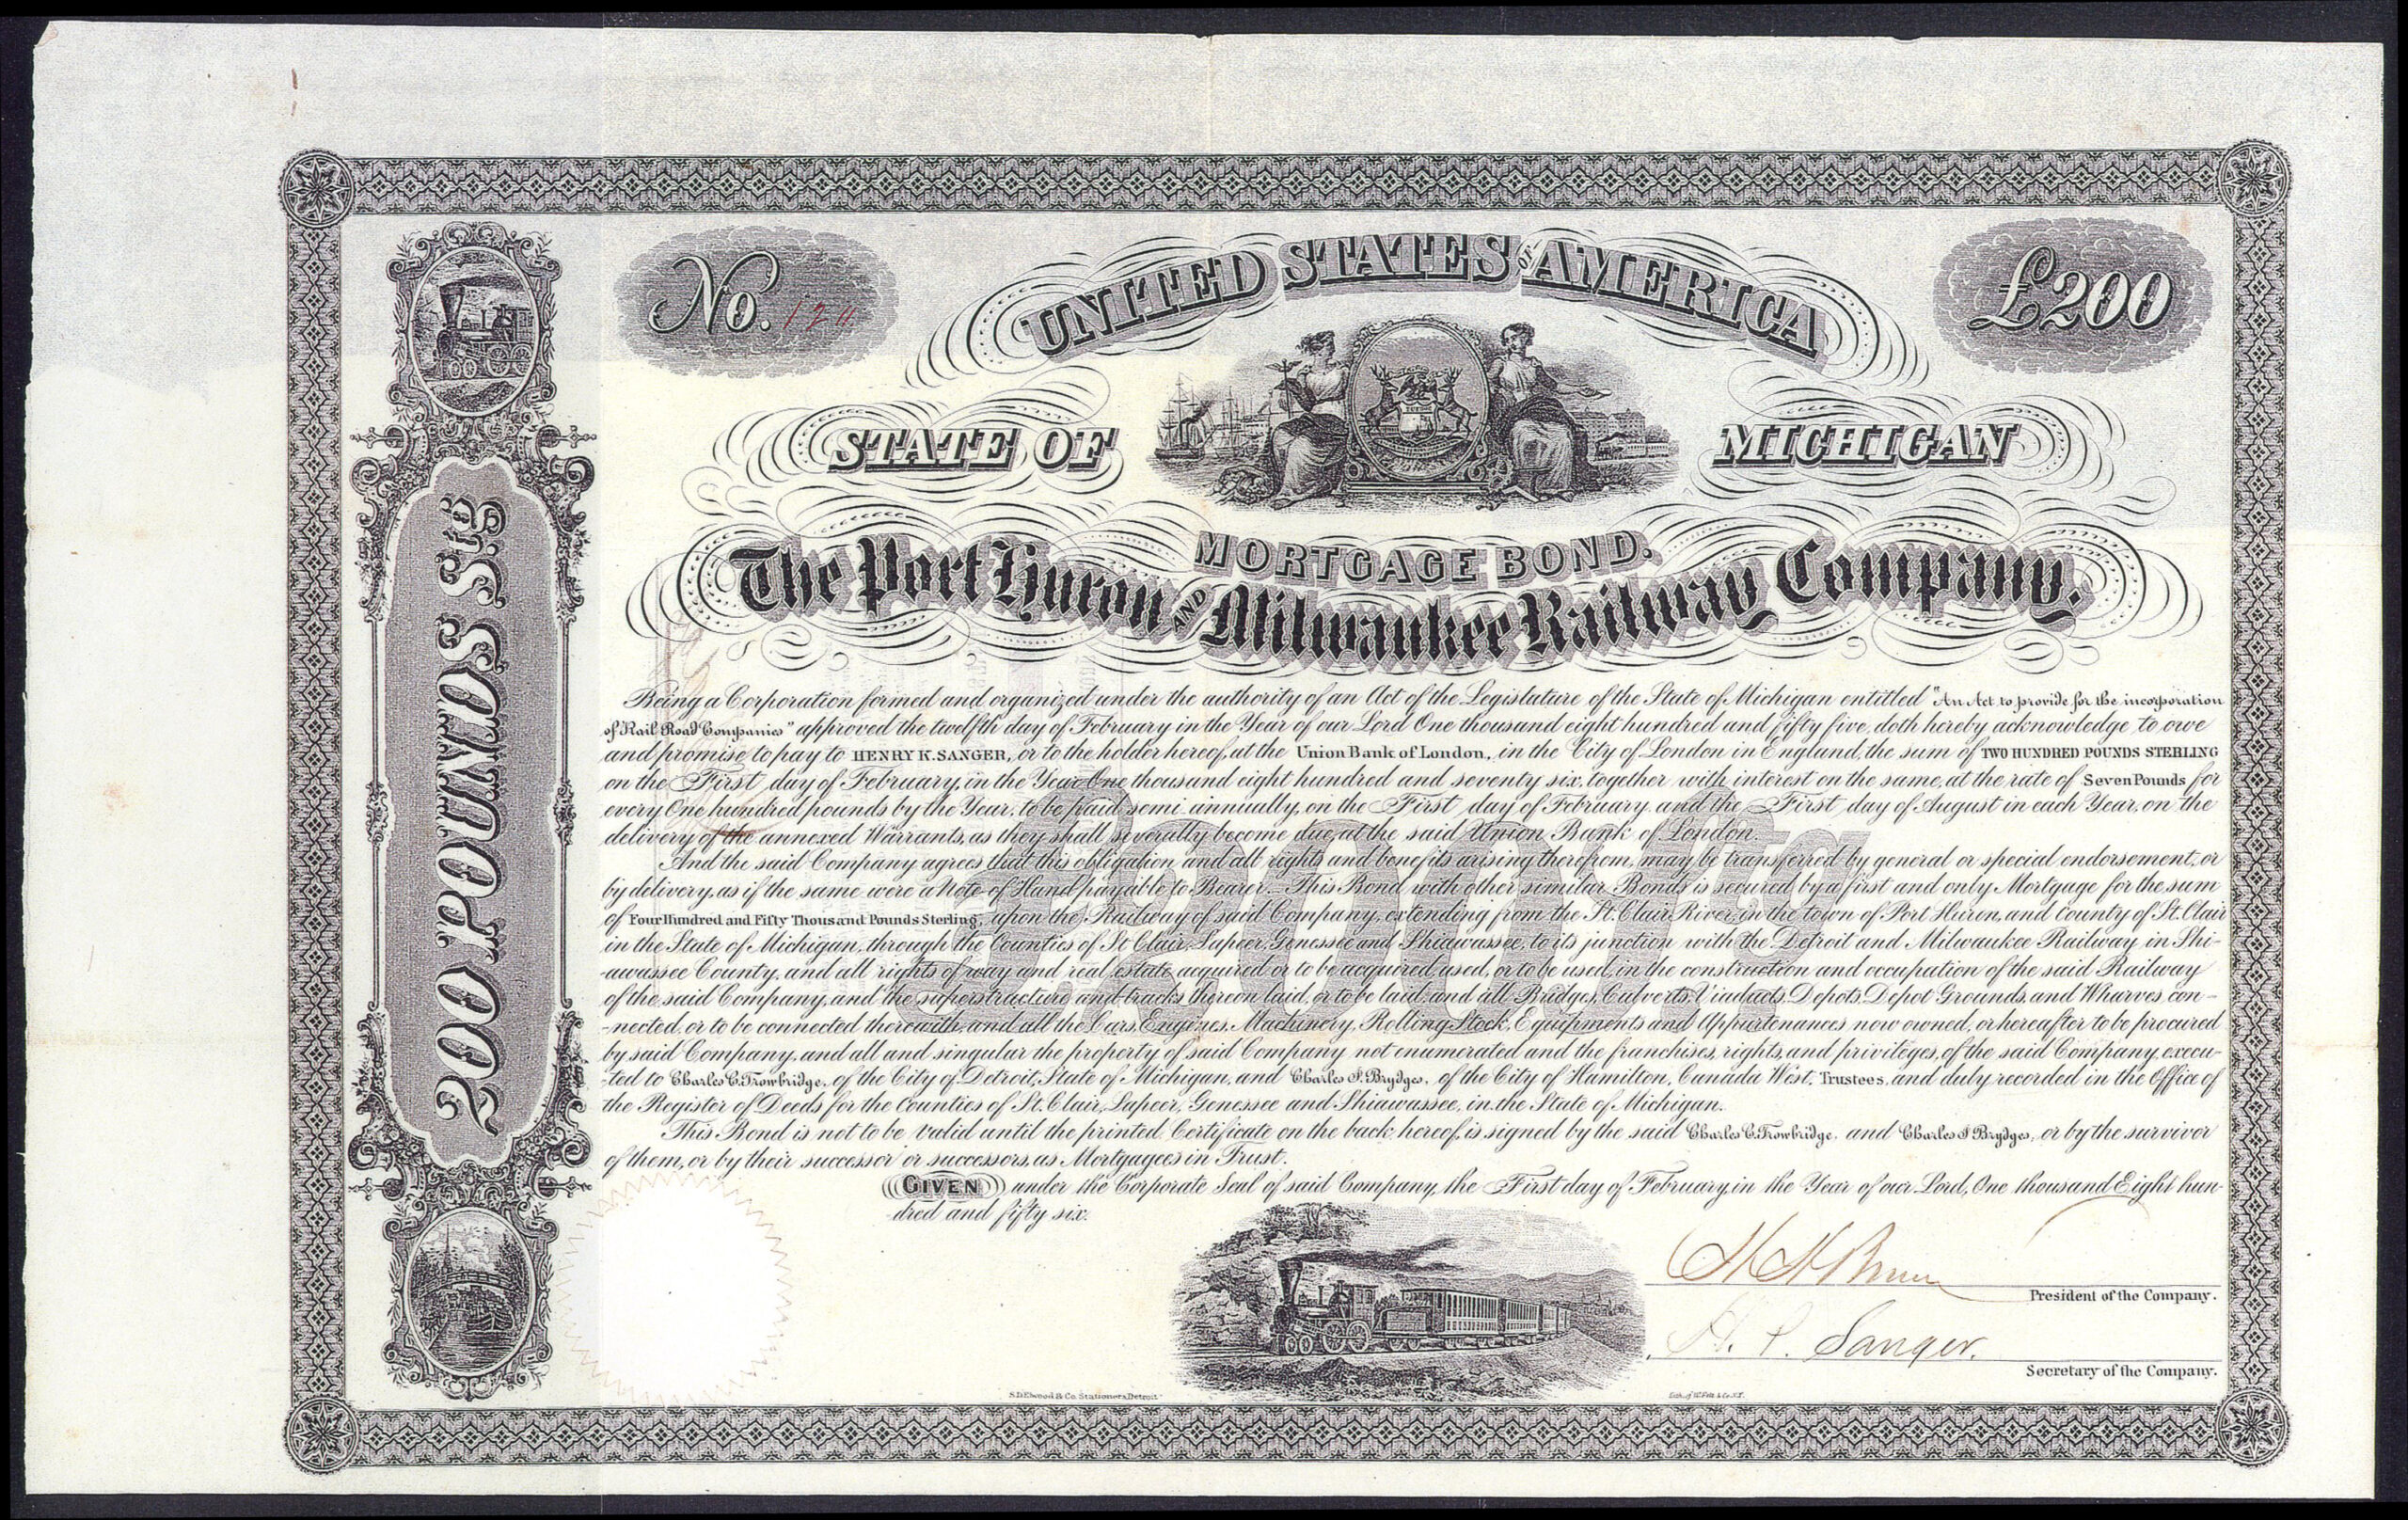 No. 1211
UNITED STATES OF AMERICA
£200
STATE OF MICHIGAN
MORTGAGE BOND.
The Port Huron AND Milwaukee Railway Company.
200 POUNDS Stg
Being a Corporation formed and organized under the authority of an Act of the Legislature of the State of Michigan entitled "An Act to provide for the incorporation
of Rail Road Companies" approved the twelfth day of February in the Year of our Lord One thousand eight hundred and fifty five, doth hereby acknowledge to owe
and promise to pay to HENRY K. SANGER, or to the holder hereof, at the Union Bank of London, in the City of London in England, the sum of TWO HUNDRED POUNDS STERLING
on the First day of February, in the Year One thousand eight hundred and seventy six, together with interest on the same, at the rate of Seven Pounds for
every One hundred pounds by the Year, to be paid semi annually, on the First day of February, and the First day of August in each Year, on the
delivery of the annexed Warrants, as they shall severally become due, at the said Union Bank of London.
And the said Company agrees that this obligation and all rights and benefits arising therefrom, may be transferred by general or special endorsement, or
by delivery, as if the same were a Note of Hand payable to Bearer. _ This Bond with other similar Bonds is secured by a first and only Mortgage for the sum
of Four Hundred and Fifty Thousand Pounds Sterling, upon the Railway of said Company, extending from the St. Clair River in the town of Port Huron, and county of St. Clair
in the State of Michigan, through the Counties of St Clair, Lapeer, Genessee and Shiawassee, to its junction with the Detroit and Milwaukee Railway in Shi-
-awassee County, and all rights of way and real estate acquired or to be acquired, used, or to be used, in the construction and occupation of the said Railway
of the said Company, and the superstructure and tracks thereon laid, or to be laid, and all Bridges, Culverts, Viaducts, Depots, Depot Grounds, and Wharves, con-
-nected, or to be connected therewith, and all the Cars, Engines, Machinery, Rolling Stock, Equipments and Appurtenances now owned, or hereafter to be procured
by said Company, and all and singular the property of said Company not enumerated and the franchises, rights, and privileges, of the said Company, execu-
-ted to Charles C. Trowbridge, of the City of Detroit, State of Michigan, and Charles J. Brydges, of the City of Hamilton, Canada West, Trustees, and duly recorded in the Office of
the Register of Deeds for the Counties of St. Clair, Lapeer, Genessee and Shiawassee, in the State of Michigan.
This Bond is not to be valid until the printed Certificate on the back hereof, is signed by the said Charles C. Trowbridge, and Charles J Brydges, or by the survivor
of them, or by their successor or successors, as Mortgagees in Trust.
GIVEN under the Corporate Seal of said Company, the First day of February, in the Year of our Lord, One thousand Eight hun-
dred and fifty six.
President of the Company.
H. P. Sanger.
Secretary of the Company.
S.D. Elwood & Co. Stationers, Detroit